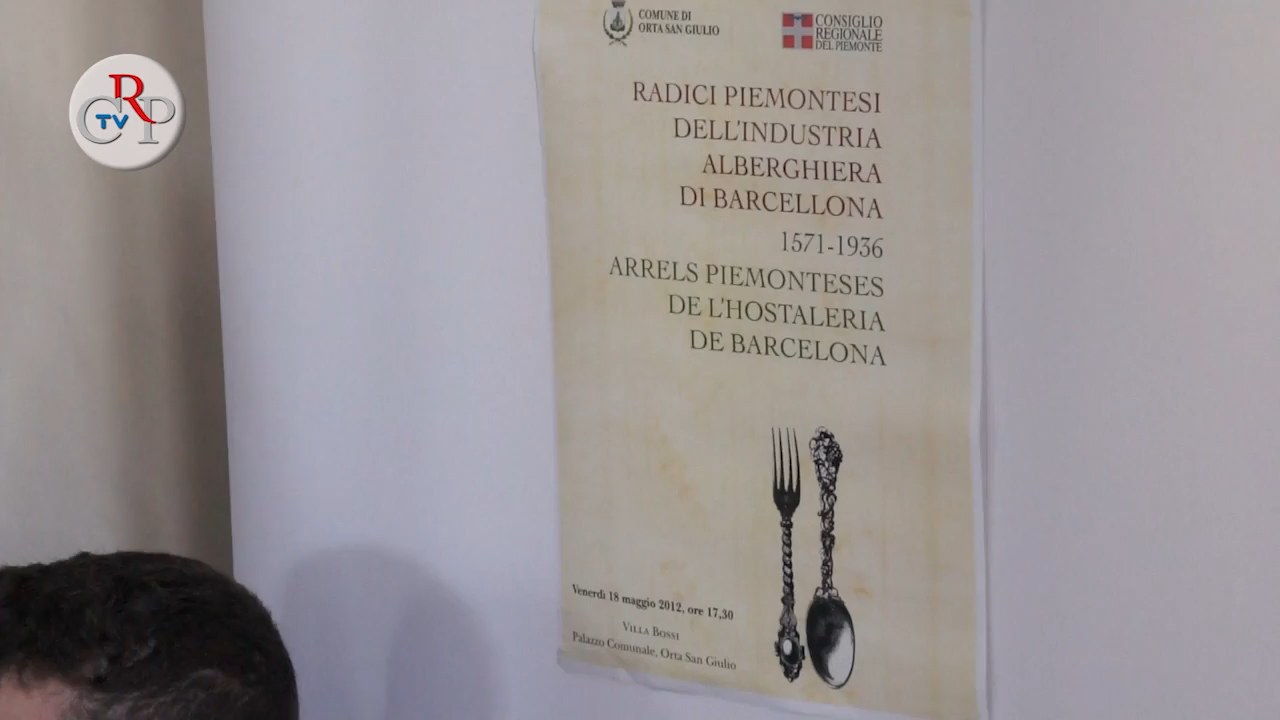 CRP
TV
COMUNE DI
ORTA SAN GIULIO
CONSIGLIO
REGIONALE
DEL PIEMONTE
RADICI PIEMONTESI
DELL'INDUSTRIA
ALBERGHIERA
DI BARCELLONA
1571-1936
ARRELS PIEMONTESES
DE L'HOSTALERIA
DE BARCELONA
Venerdì 18 maggio 2012, ore 17,30
VILLA BOSSI
Palazzo Comunale, Orta San Giulio